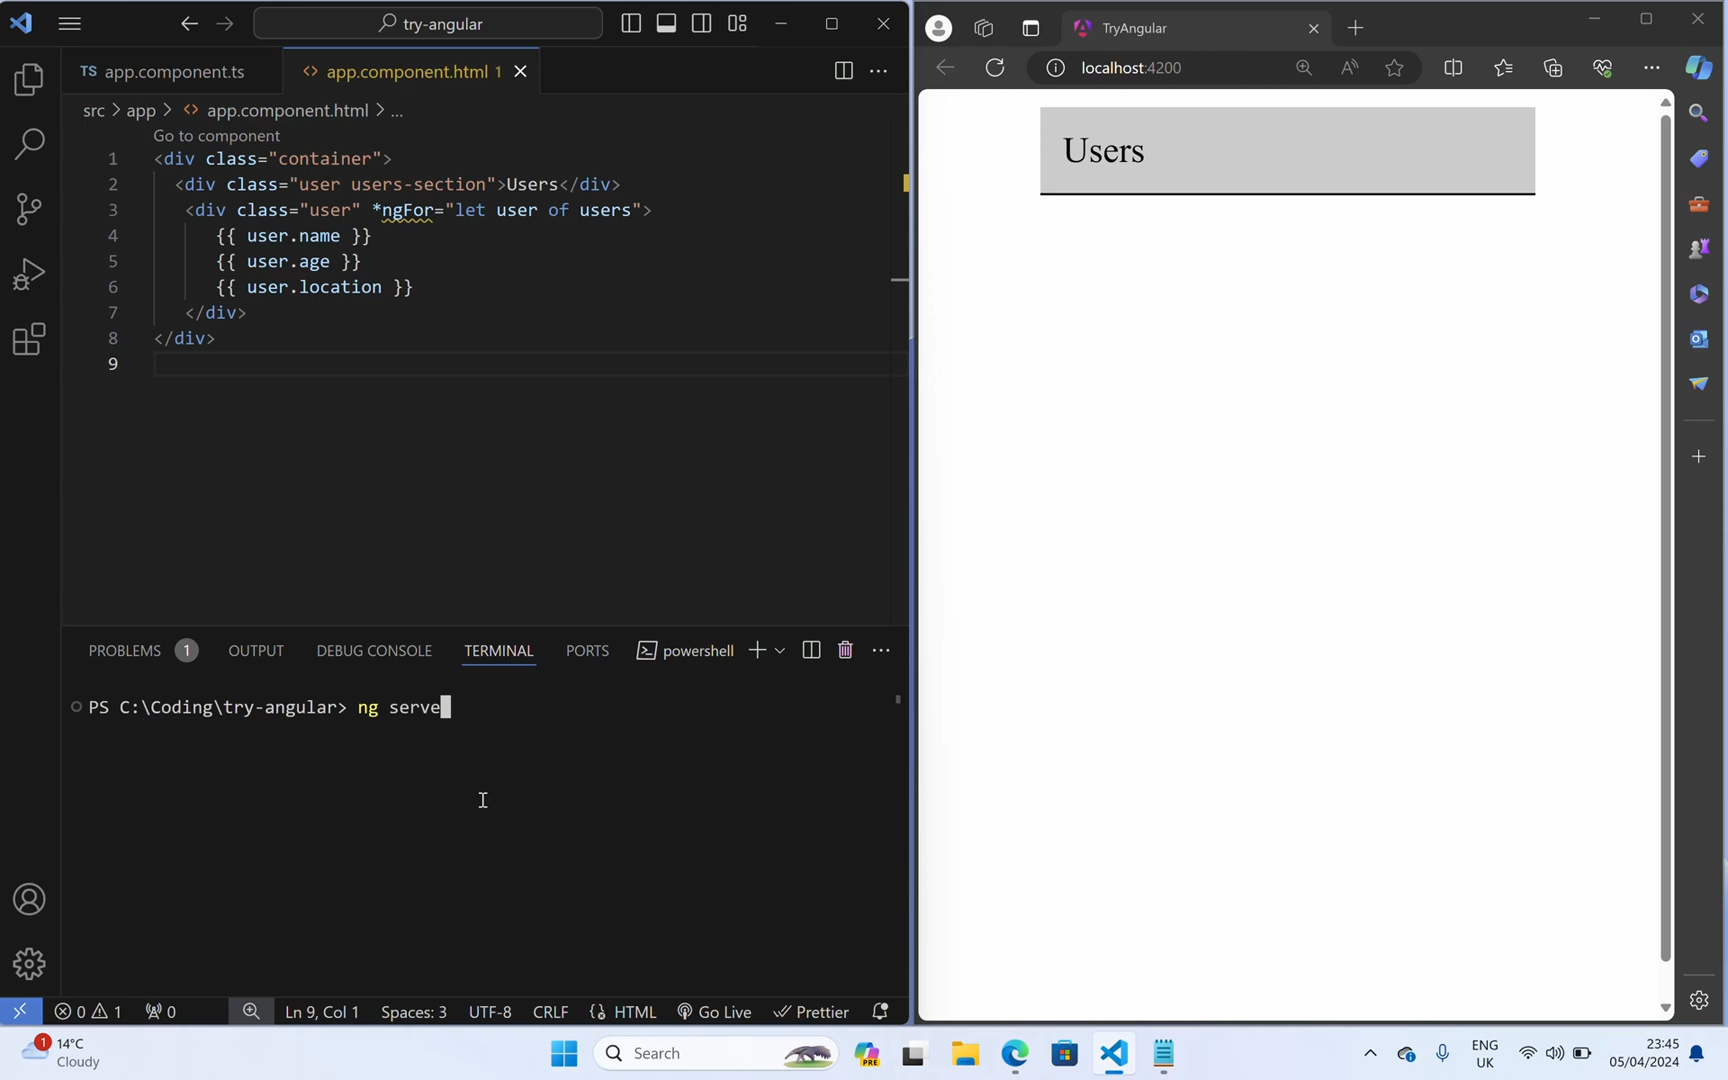 try-angular
TS app.component.ts
<> app.component.html 1
src > app > <> app.component.html > ...
Go to component
1 <div class="container">
2 <div class="user users-section">Users</div>
3 <div class="user" *ngFor="let user of users">
4 {{ user.name }}
5 {{ user.age }}
6 {{ user.location }}
7 </div>
8 </div>
9
PROBLEMS 1 OUTPUT DEBUG CONSOLE TERMINAL PORTS powershell
PS C:\Coding\try-angular> ng serve
0 1 0 Ln 9, Col 1 Spaces: 3 UTF-8 CRLF {} HTML Go Live Prettier
TryAngular
localhost:4200
Users
1 14°C
Cloudy
Search
PRE
ENG
UK
23:45
05/04/2024